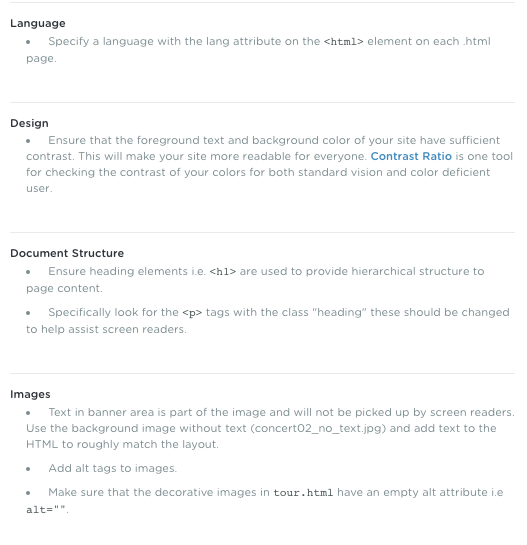 Language
• Specify a language with the lang attribute on the <html> element on each .html
page.
Design
• Ensure that the foreground text and background color of your site have sufficient
contrast. This will make your site more readable for everyone. Contrast Ratio is one tool
for checking the contrast of your colors for both standard vision and color deficient
user.
Document Structure
• Ensure heading elements i.e. <h1> are used to provide hierarchical structure to
page content.
• Specifically look for the <p> tags with the class "heading" these should be changed
to help assist screen readers.
Images
• Text in banner area is part of the image and will not be picked up by screen readers.
Use the background image without text (concert02_no_text.jpg) and add text to the
HTML to roughly match the layout.
• Add alt tags to images.
• Make sure that the decorative images in tour.html have an empty alt attribute i.e
alt="".